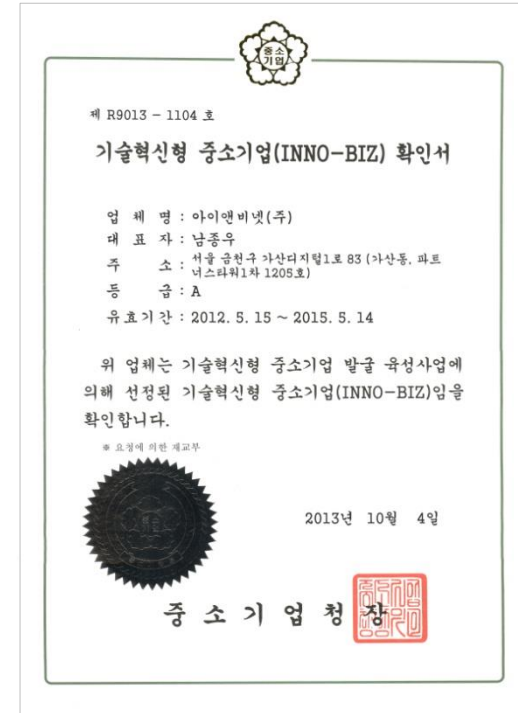 중소
기업
제 R9013 - 1104 호
기술혁신형 중소기업(INNO-BIZ) 확인서
업 체 명 : 아이앤비넷(주)
대 표 자 : 남종우
주 소 : 서울 금천구 가산디지털1로 83 (가산동, 파트
너스타워1차 1205호)
등 급 : A
유효기간 : 2012. 5. 15 ~ 2015. 5. 14
위 업체는 기술혁신형 중소기업 발굴 육성사업에
의해 선정된 기술혁신형 중소기업(INNO-BIZ)임을
확인합니다.
※ 요청에 의한 재교부
2013년 10월 4일
중 소 기 업 청 장